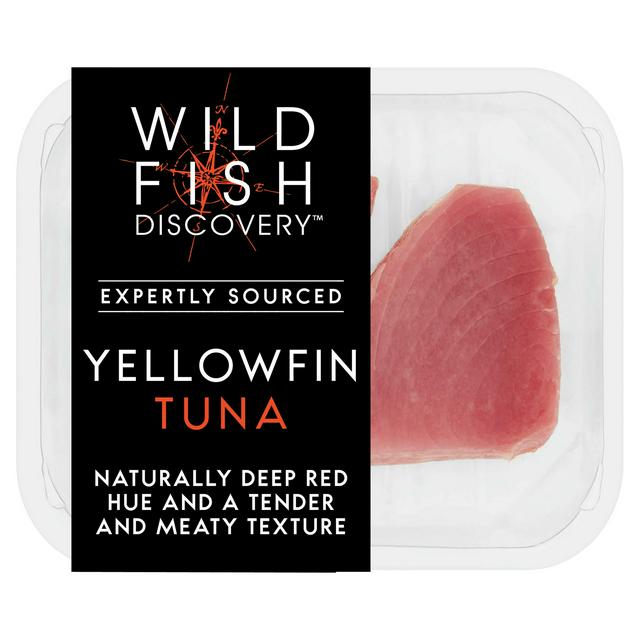 WILD
FISH
DISCOVERY™
N
W
E
S
EXPERTLY SOURCED
YELLOWFIN
TUNA
NATURALLY DEEP RED
HUE AND A TENDER
AND MEATY TEXTURE